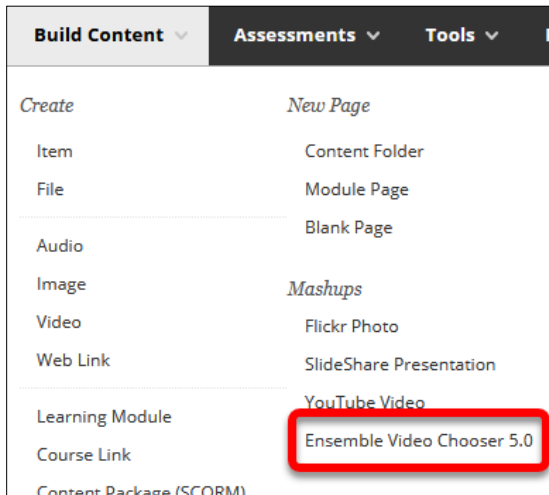 Build Content Assessments Tools
Create
Item
File
Audio
Image
Video
Web Link
Learning Module
Course Link
Content Package (SCORM)
New Page
Content Folder
Module Page
Blank Page
Mashups
Flickr Photo
SlideShare Presentation
YouTube Video
Ensemble Video Chooser 5.0